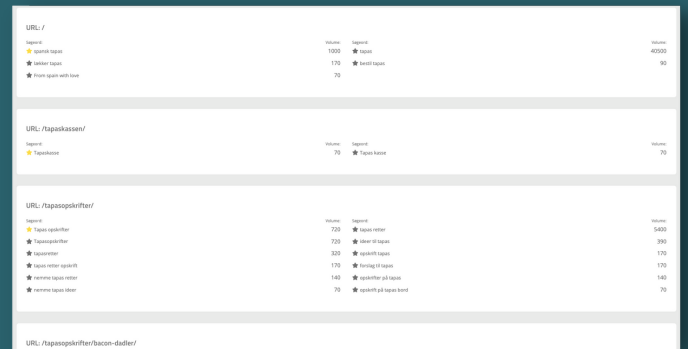 URL: /
Søgeord: Volume: Søgeord: Volume:
spansk tapas 1000 tapas 40500
lækker tapas 170 bestil tapas 90
From spain with love 70
URL: /tapaskassen/
Søgeord: Volume: Søgeord: Volume:
Tapaskasse 70 Tapas kasse 70
URL: /tapasopskrifter/
Søgeord: Volume: Søgeord: Volume:
Tapas opskrifter 720 tapas retter 5400
Tapasopskrifter 720 ideer til tapas 390
tapasretter 320 opskrift tapas 170
tapas retter opskrift 170 forslag til tapas 170
nemme tapas retter 140 opskrifter på tapas 140
nemme tapas ideer 70 opskrift på tapas bord 70
URL: /tapasopskrifter/bacon-dadler/